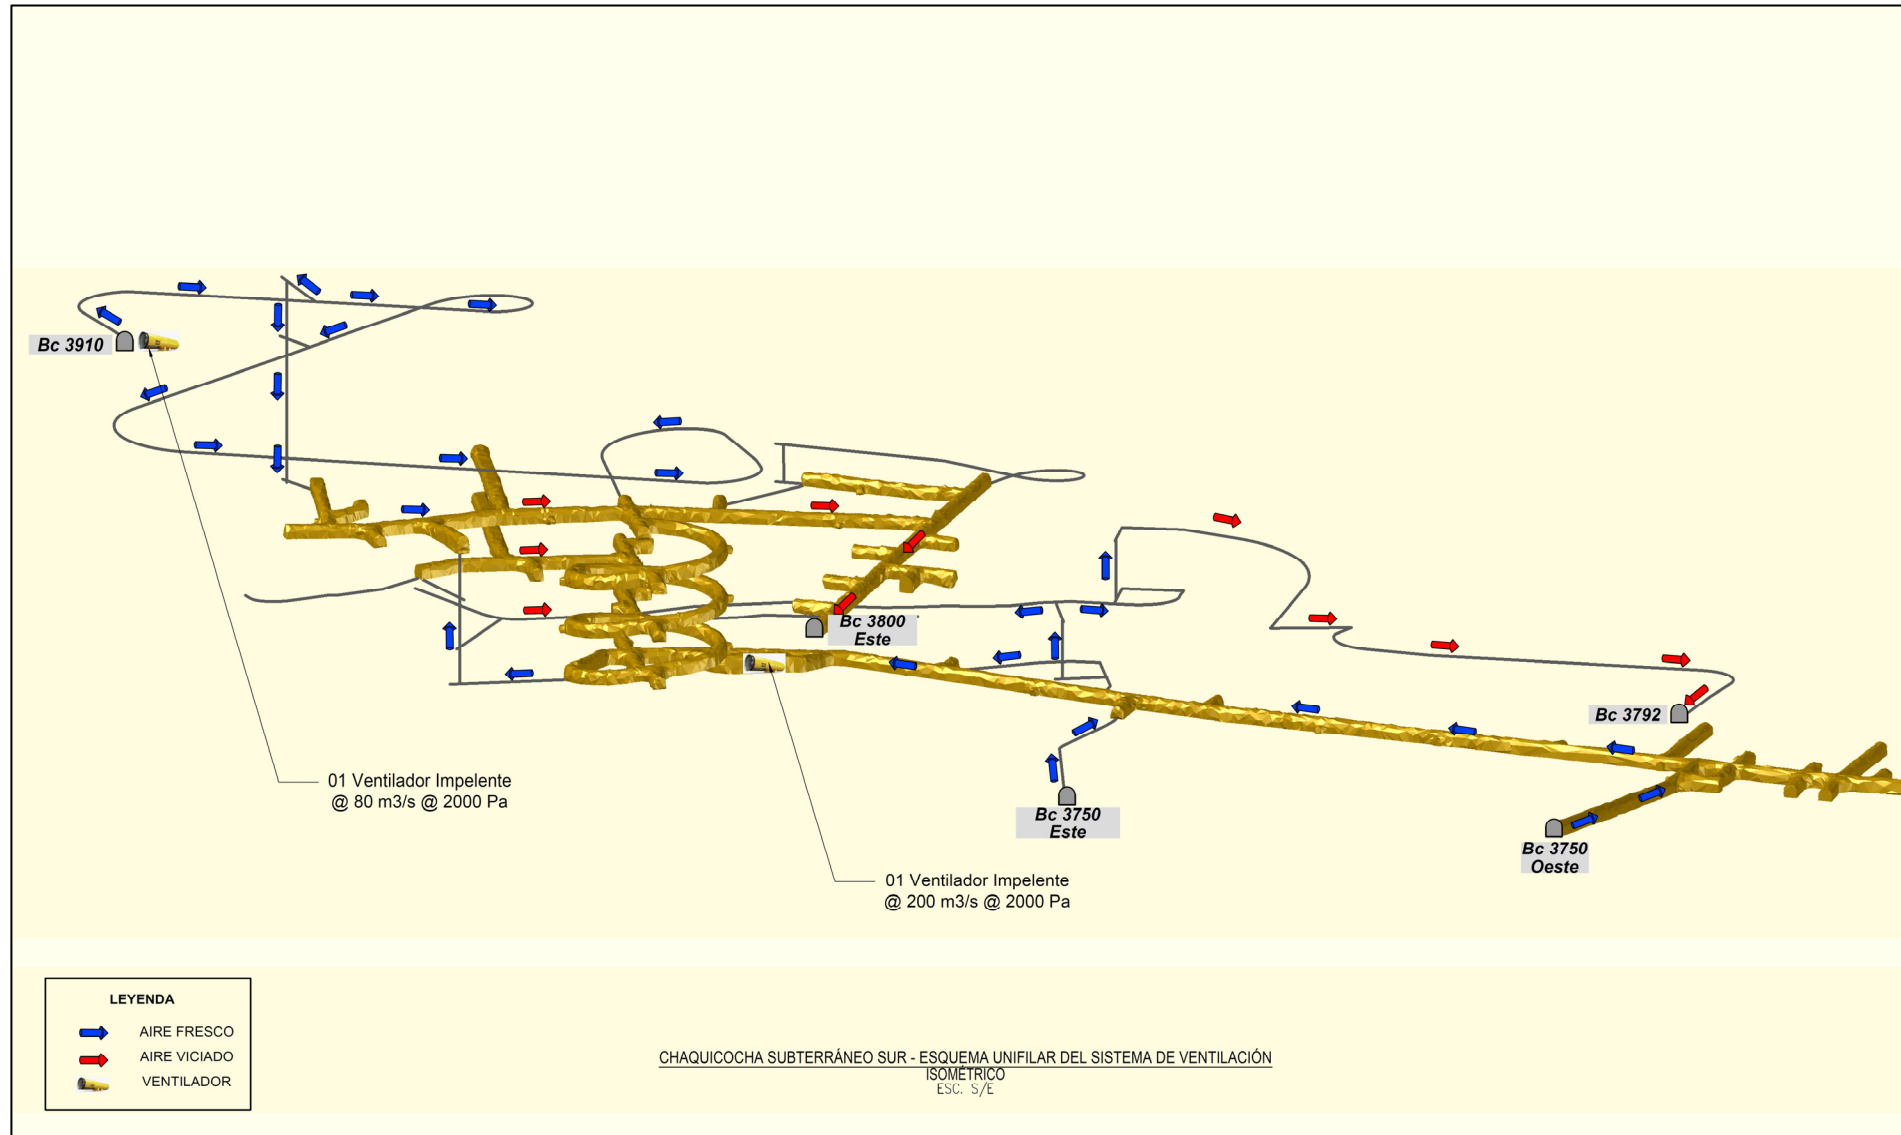 Bc 3910
Bc 3800
Este
Bc 3792
01 Ventilador Impelente
@ 80 m3/s @ 2000 Pa
Bc 3750
Este
Bc 3750
Oeste
01 Ventilador Impelente
@ 200 m3/s @ 2000 Pa
LEYENDA
AIRE FRESCO
AIRE VICIADO
VENTILADOR
CHAQUICOCHA SUBTERRÁNEO SUR - ESQUEMA UNIFILAR DEL SISTEMA DE VENTILACIÓN
ISOMÉTRICO
ESC. S/E